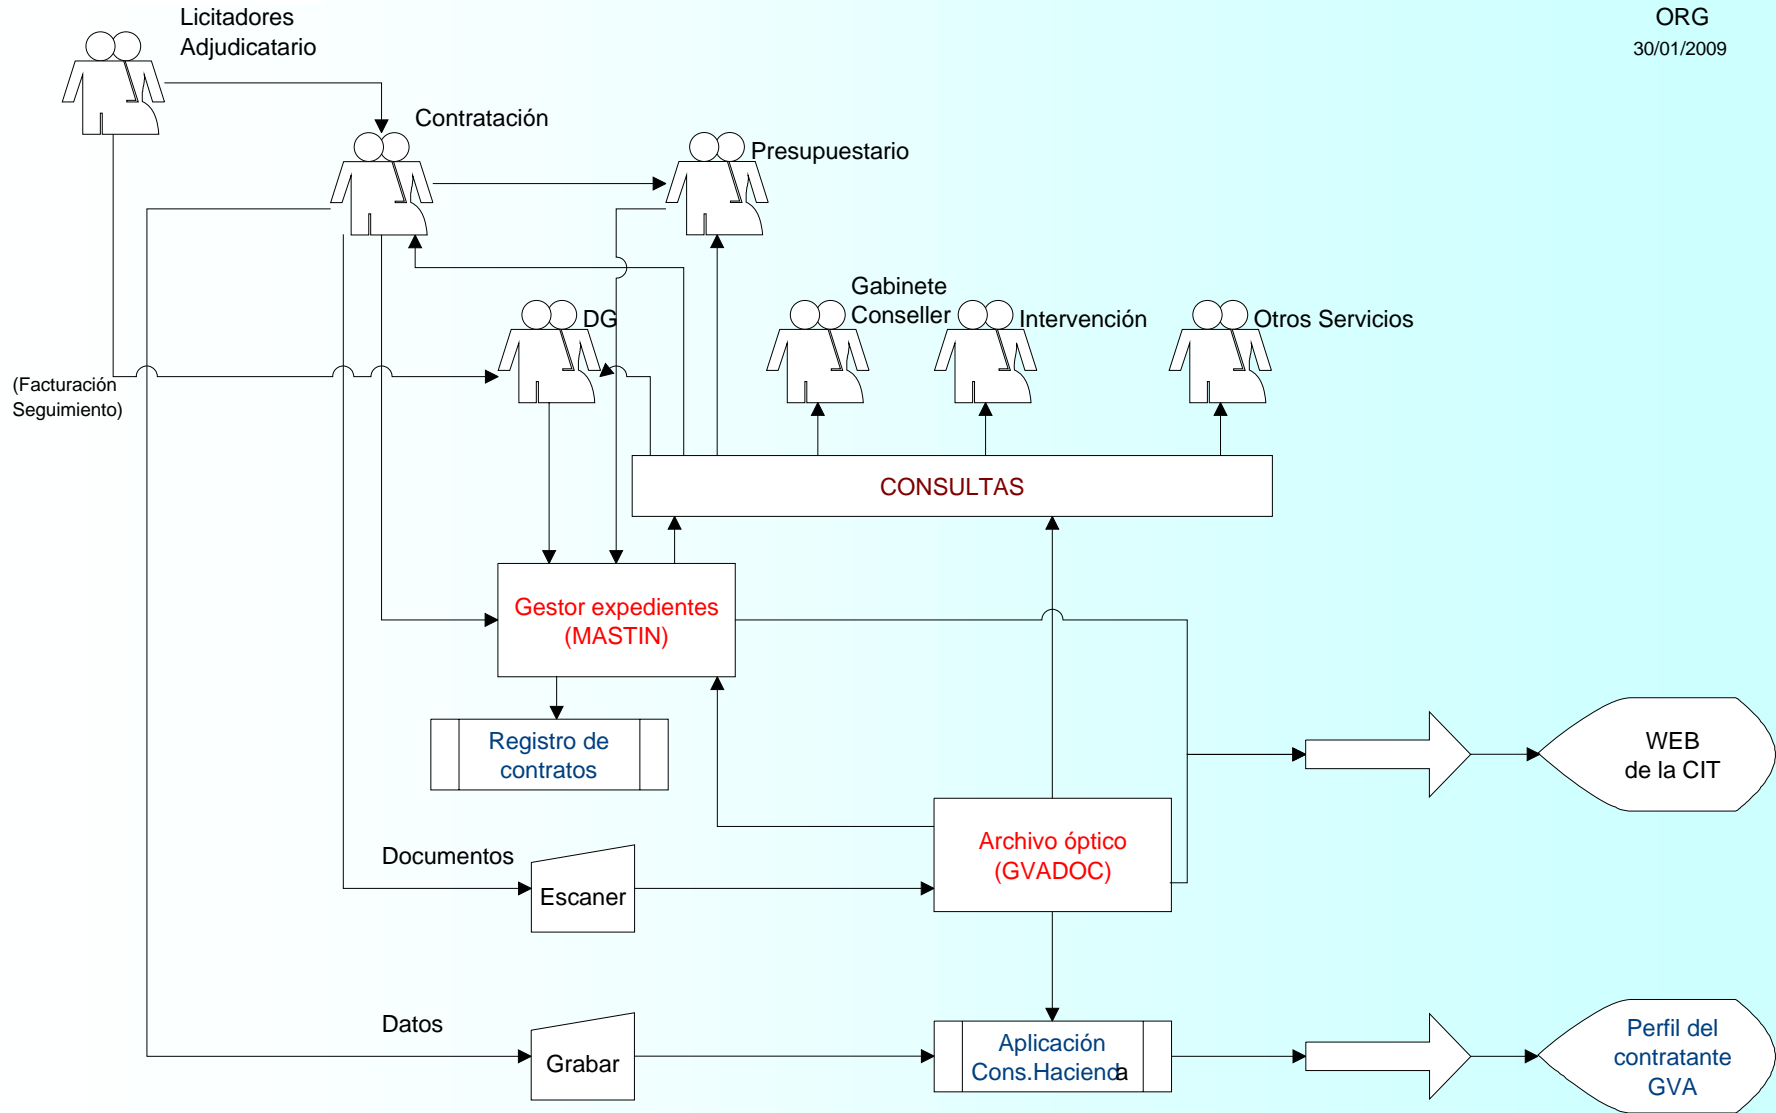 Licitadores
Adjudicatario
ORG
30/01/2009
Contratación
Presupuestario
Gabinete
Conseller
DG
Intervención
Otros Servicios
(Facturación
Seguimiento)
CONSULTAS
Gestor expedientes
(MASTIN)
Registro de
contratos
WEB
de la CIT
Archivo óptico
(GVADOC)
Documentos
Escaner
Datos
Grabar
Aplicación
Cons.Hacienda
Perfil del
contratante
GVA